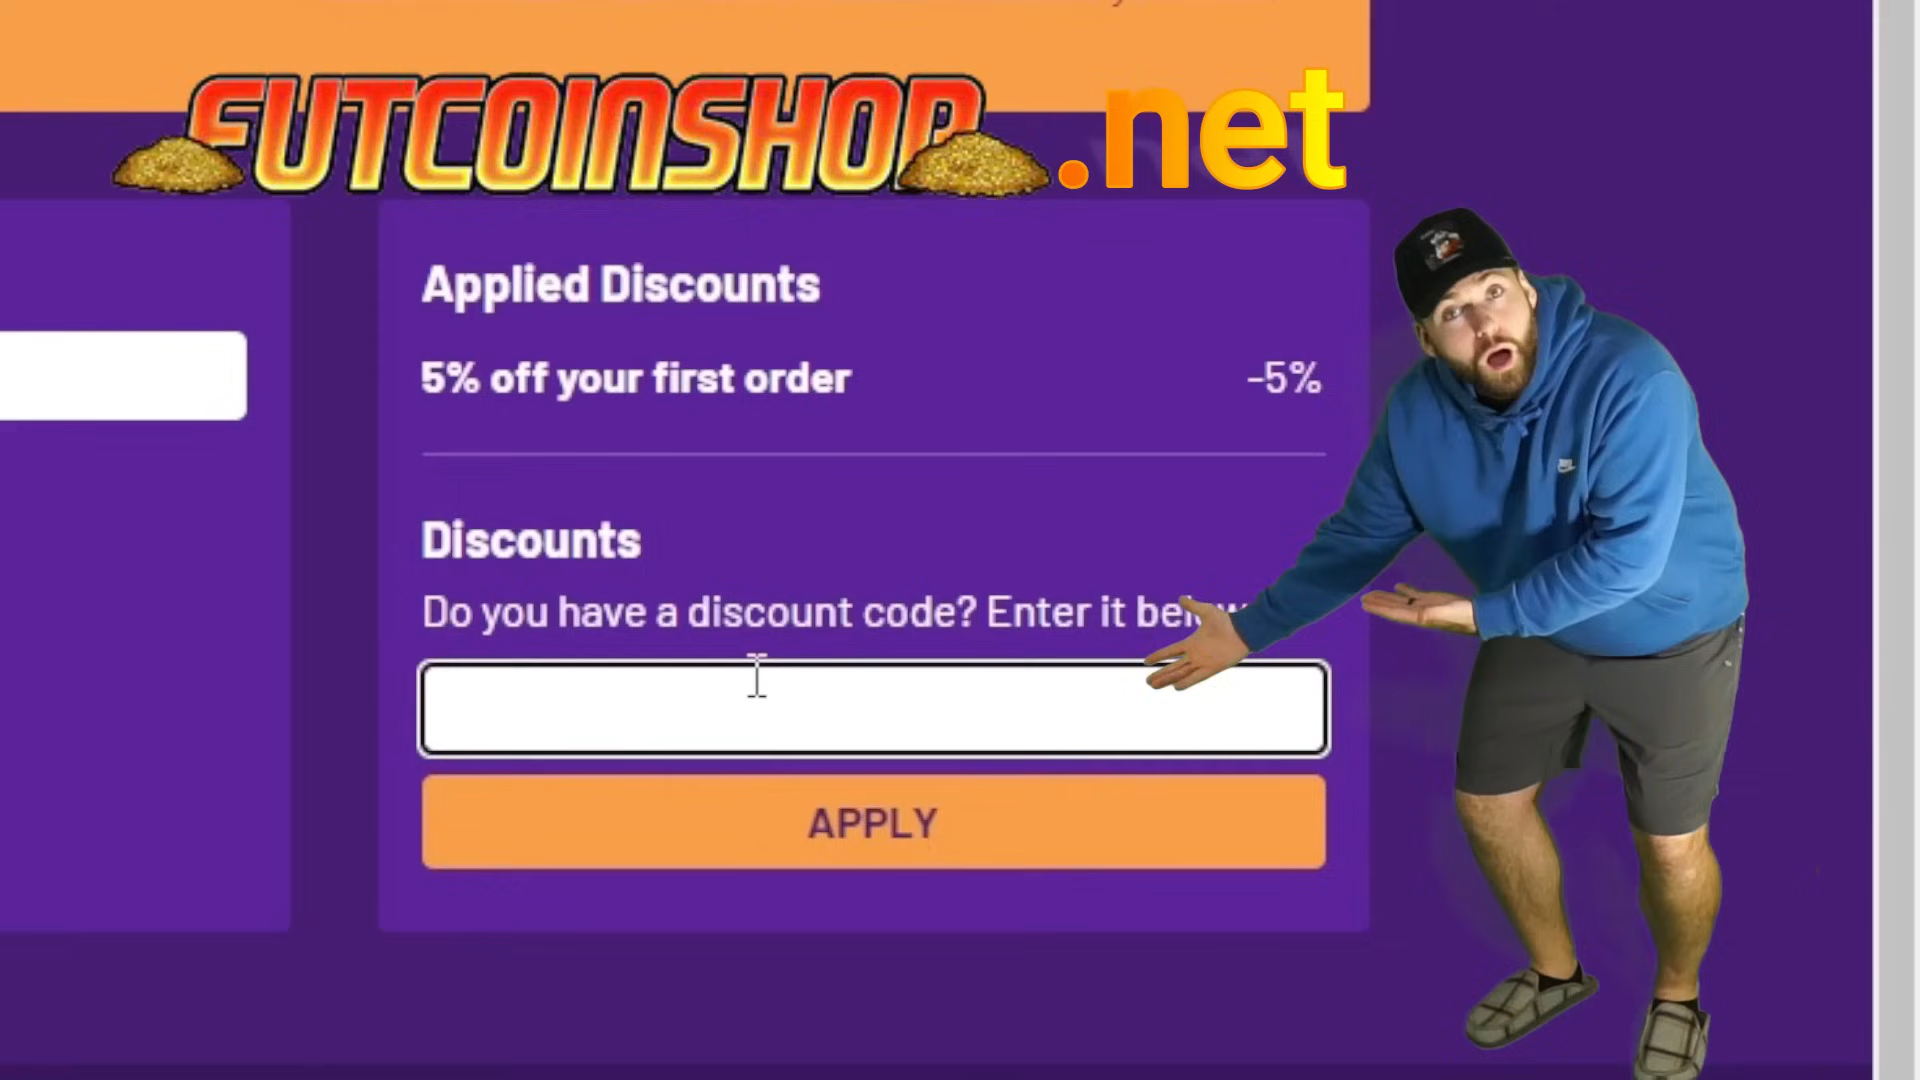 FUTCOINSHOP .net
Applied Discounts
5% off your first order -5%
Discounts
Do you have a discount code? Enter it below
APPLY